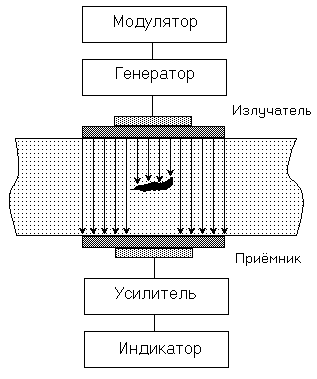 Модулятор
Генератор
Излучатель
Приёмник
Усилитель
Индикатор